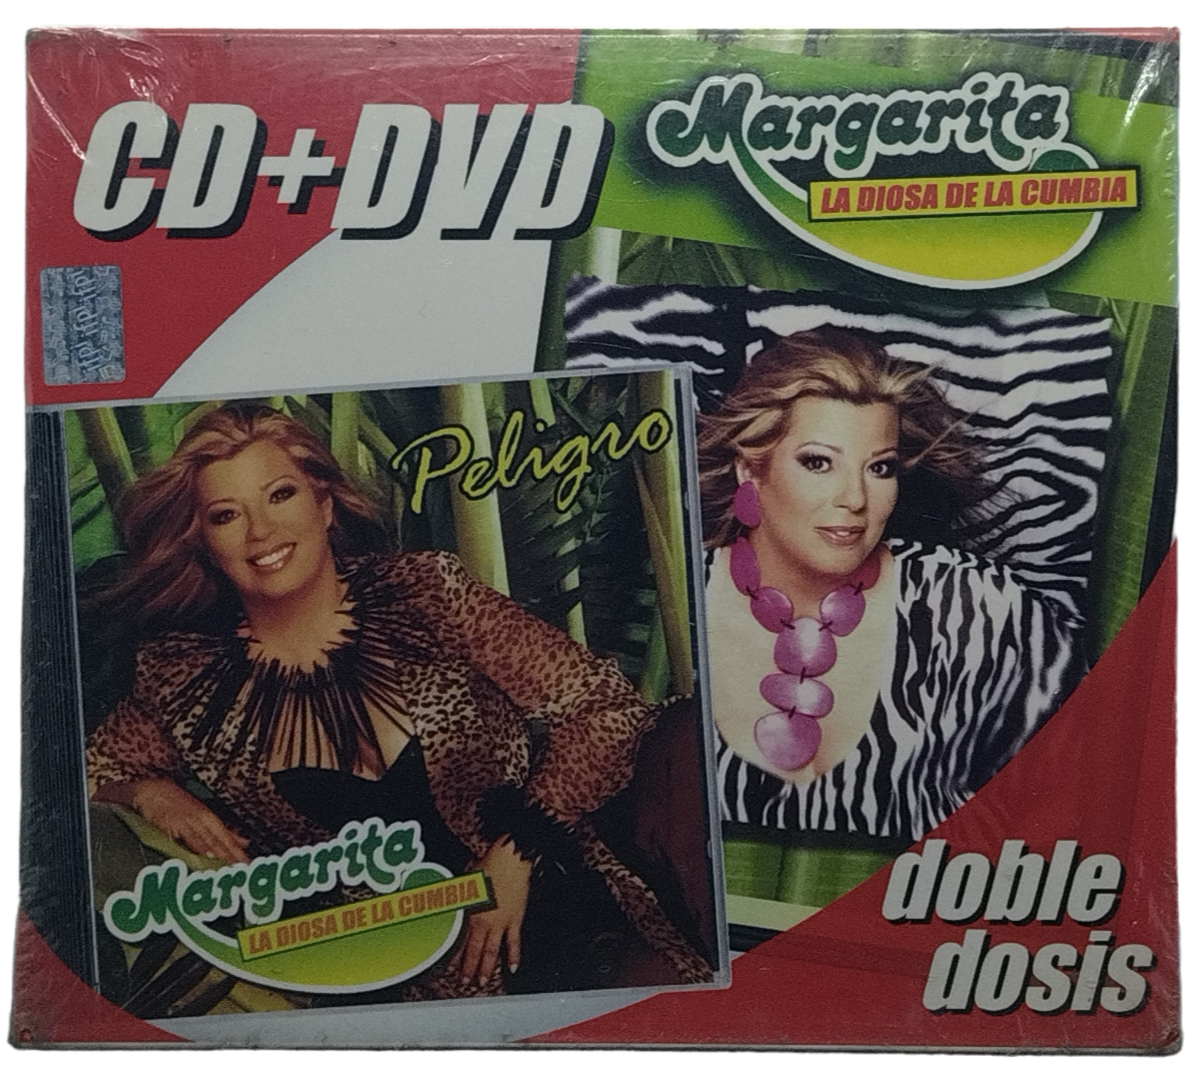 CD+DVD
Margarita
LA DIOSA DE LA CUMBIA
Peligro
Margarita
LA DIOSA DE LA CUMBIA
doble
dosis